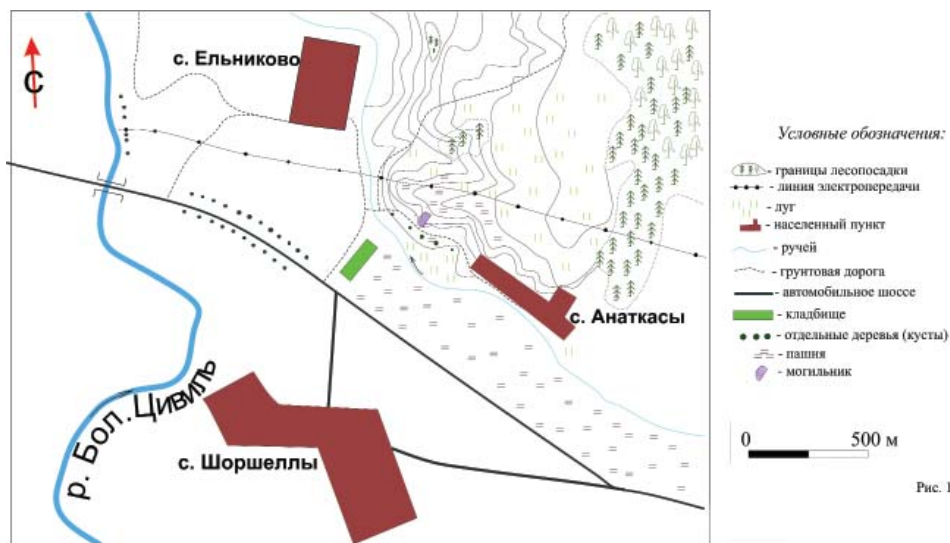 С
с. Ельниково
с. Анаткасы
р. Бол. Цивиль
с. Шоршеллы
Условные обозначения:
- границы лесопосадки
- линия электропередачи
- луг
- населенный пункт
- ручей
- грунтовая дорога
- автомобильное шоссе
- кладбище
- отдельные деревья (кусты)
- пашня
- могильник
0 500 м
Рис. 1